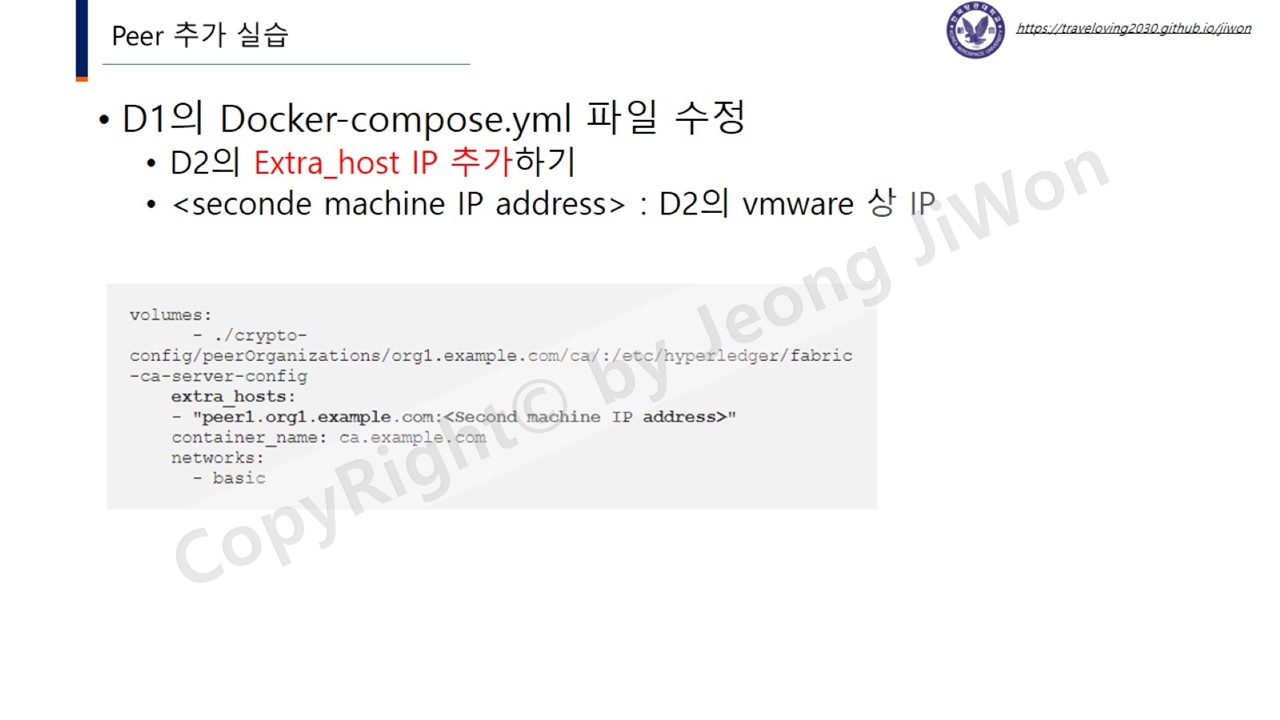 Peer 추가 실습
https://traveloving2030.github.io/jiwon
• D1의 Docker-compose.yml 파일 수정
• D2의 Extra_host IP 추가하기
• <seconde machine IP address> : D2의 vmware 상 IP
volumes:
- ./crypto-
config/peerOrganizations/org1.example.com/ca/:/etc/hyperledger/fabric
-ca-server-config
extra_hosts:
- "peer1.org1.example.com:<Second machine IP address>"
container_name: ca.example.com
networks:
- basic
CopyRight© by Jeong JiWon